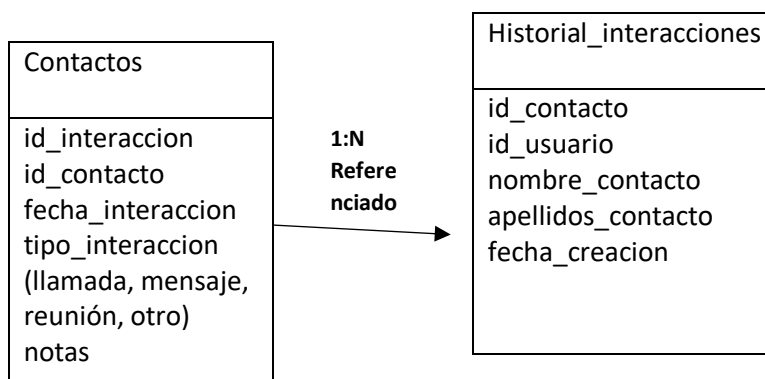 Contactos
id_interaccion
id_contacto
fecha_interaccion
tipo_interaccion
(llamada, mensaje,
reunión, otro)
notas
1:N
Refere
nciado
Historial_interacciones
id_contacto
id_usuario
nombre_contacto
apellidos_contacto
fecha_creacion